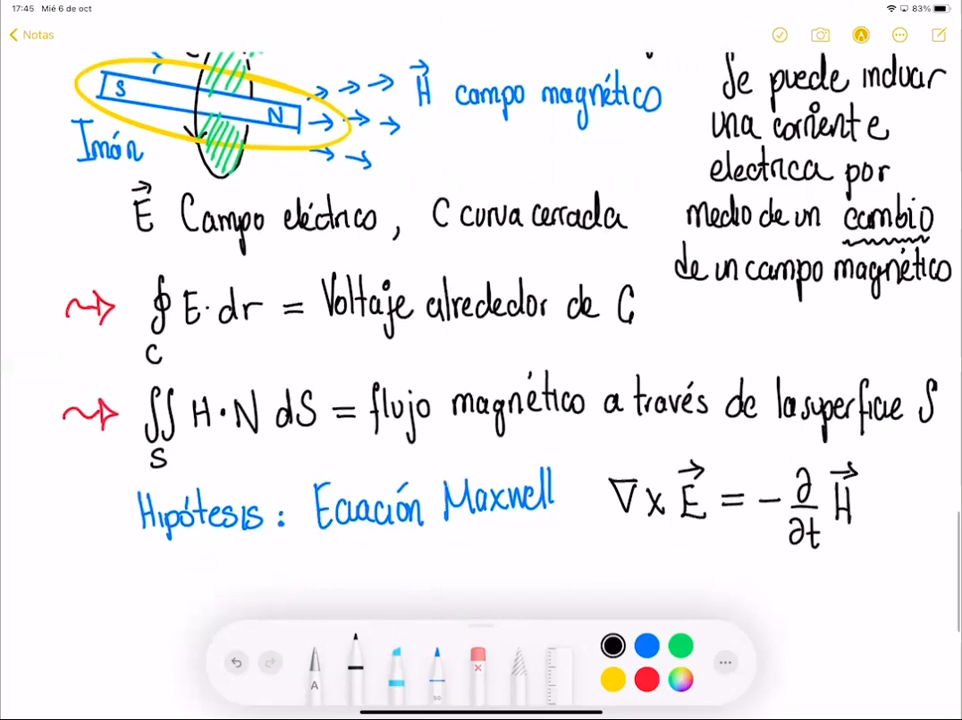 17:45 Mié 6 de oct
83%
Notas
S
N
Imán
H campo magnético
Se puede inducir
una corriente
electrica por
medio de un cambio
de un campo magnético
E Campo eléctrico, C curva cerrada
∮ E·dr = Voltaje alrededor de C
C
∬ H·N dS = flujo magnético a través de la superficie S
S
Hipótesis: Ecuación Maxwell ∇ x E = - ∂/∂t H
A
50